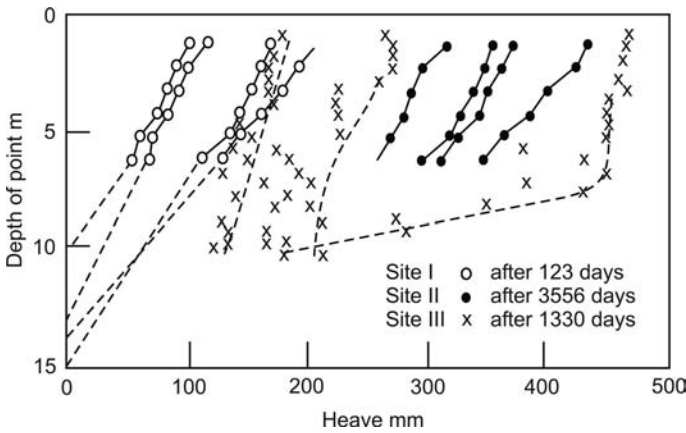 0
5
10
15
Depth of point m
Site I o after 123 days
Site II ● after 3556 days
Site III x after 1330 days
0 100 200 300 400 500
Heave mm